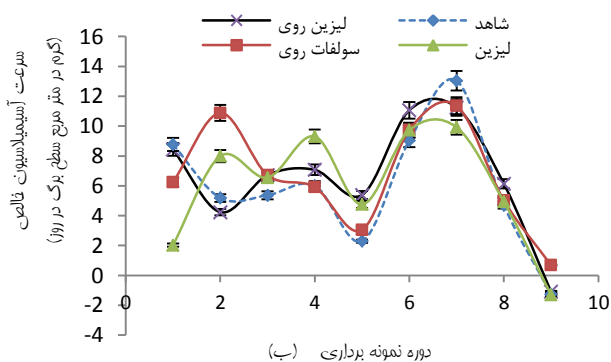 لیزین روی
شاهد
سولفات روی
لیزین
سرعت آسیمیلاسیون خالص
(گرم در متر مربع سطح برگ در روز)
16
14
12
10
8
6
4
2
0
-2
-4
0 2 4 6 8 10
دوره نمونه برداری (ب)